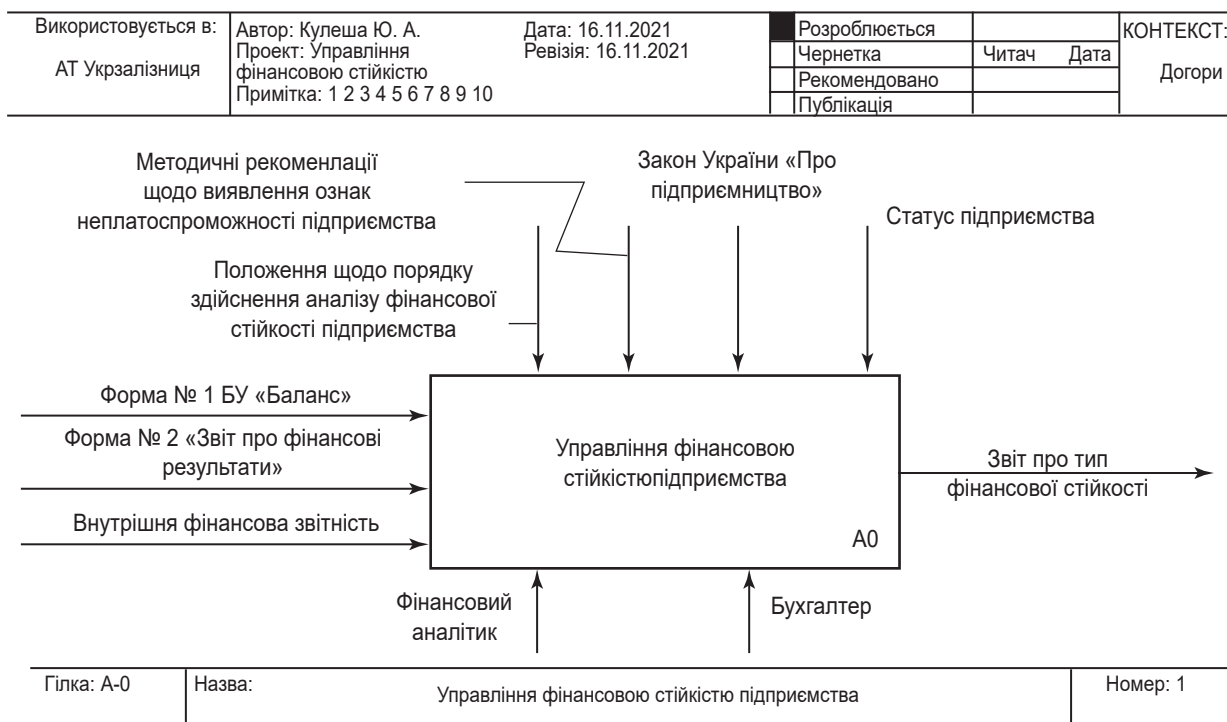 Використовується в:
АТ Укрзалізниця
Автор: Кулеша Ю. А.
Проект: Управління
фінансовою стійкістю
Примітка: 1 2 3 4 5 6 7 8 9 10
Дата: 16.11.2021
Ревізія: 16.11.2021
Розроблюється
Чернетка
Рекомендовано
Публікація
Читач Дата
КОНТЕКСТ:
Догори
Методичні рекоменлації
щодо виявлення ознак
неплатоспроможності підприємства
Закон України «Про
підприємництво»
Статус підприємства
Положення щодо порядку
здійснення аналізу фінансової
стійкості підприємства
Форма № 1 БУ «Баланс»
Форма № 2 «Звіт про фінансові
результати»
Внутрішня фінансова звітність
Управління фінансовою
стійкістюпідприємства
A0
Звіт про тип
фінансової стійкості
Фінансовий
аналітик
Бухгалтер
Гілка: А-0
Назва:
Управління фінансовою стійкістю підприємства
Номер: 1